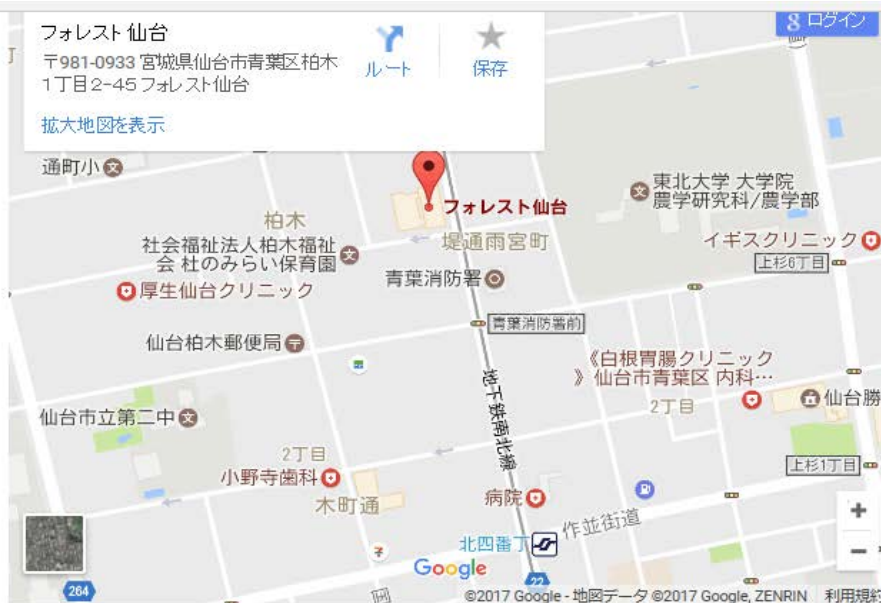 フォレスト仙台
〒981-0933 宮城県仙台市青葉区柏木
1丁目2-45 フォレスト仙台
ルート
保存
拡大地図を表示
8 ログイン
通町小
フォレスト仙台
東北大学 大学院
農学研究科/農学部
柏木
堤通雨宮町
イギスクリニック
社会福祉法人柏木福祉
会 杜のみらい保育園
上杉6丁目
青葉消防署
厚生仙台クリニック
青葉消防署前
仙台柏木郵便局
《白根胃腸クリニック
》仙台市青葉区 内科…
地下鉄南北線
2丁目
仙台勝
仙台市立第二中
2丁目
上杉1丁目
小野寺歯科
木町通
病院
作並街道
北四番丁
Google
264
22
©2017 Google - 地図データ ©2017 Google, ZENRIN
利用規約